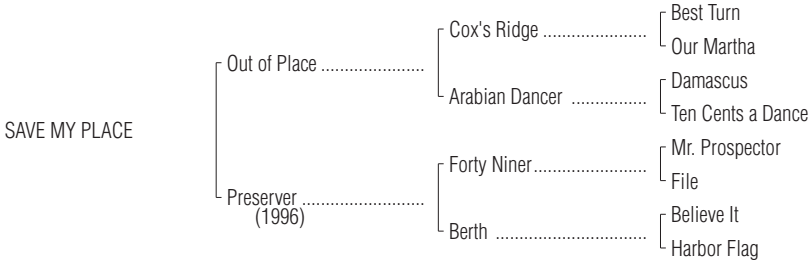 Best Turn
Cox's Ridge ......................
Our Martha
Out of Place ......................
Damascus
Arabian Dancer ................
Ten Cents a Dance
SAVE MY PLACE
Mr. Prospector
Forty Niner........................
File
Preserver ..........................
(1996)
Believe It
Berth ................................
Harbor Flag